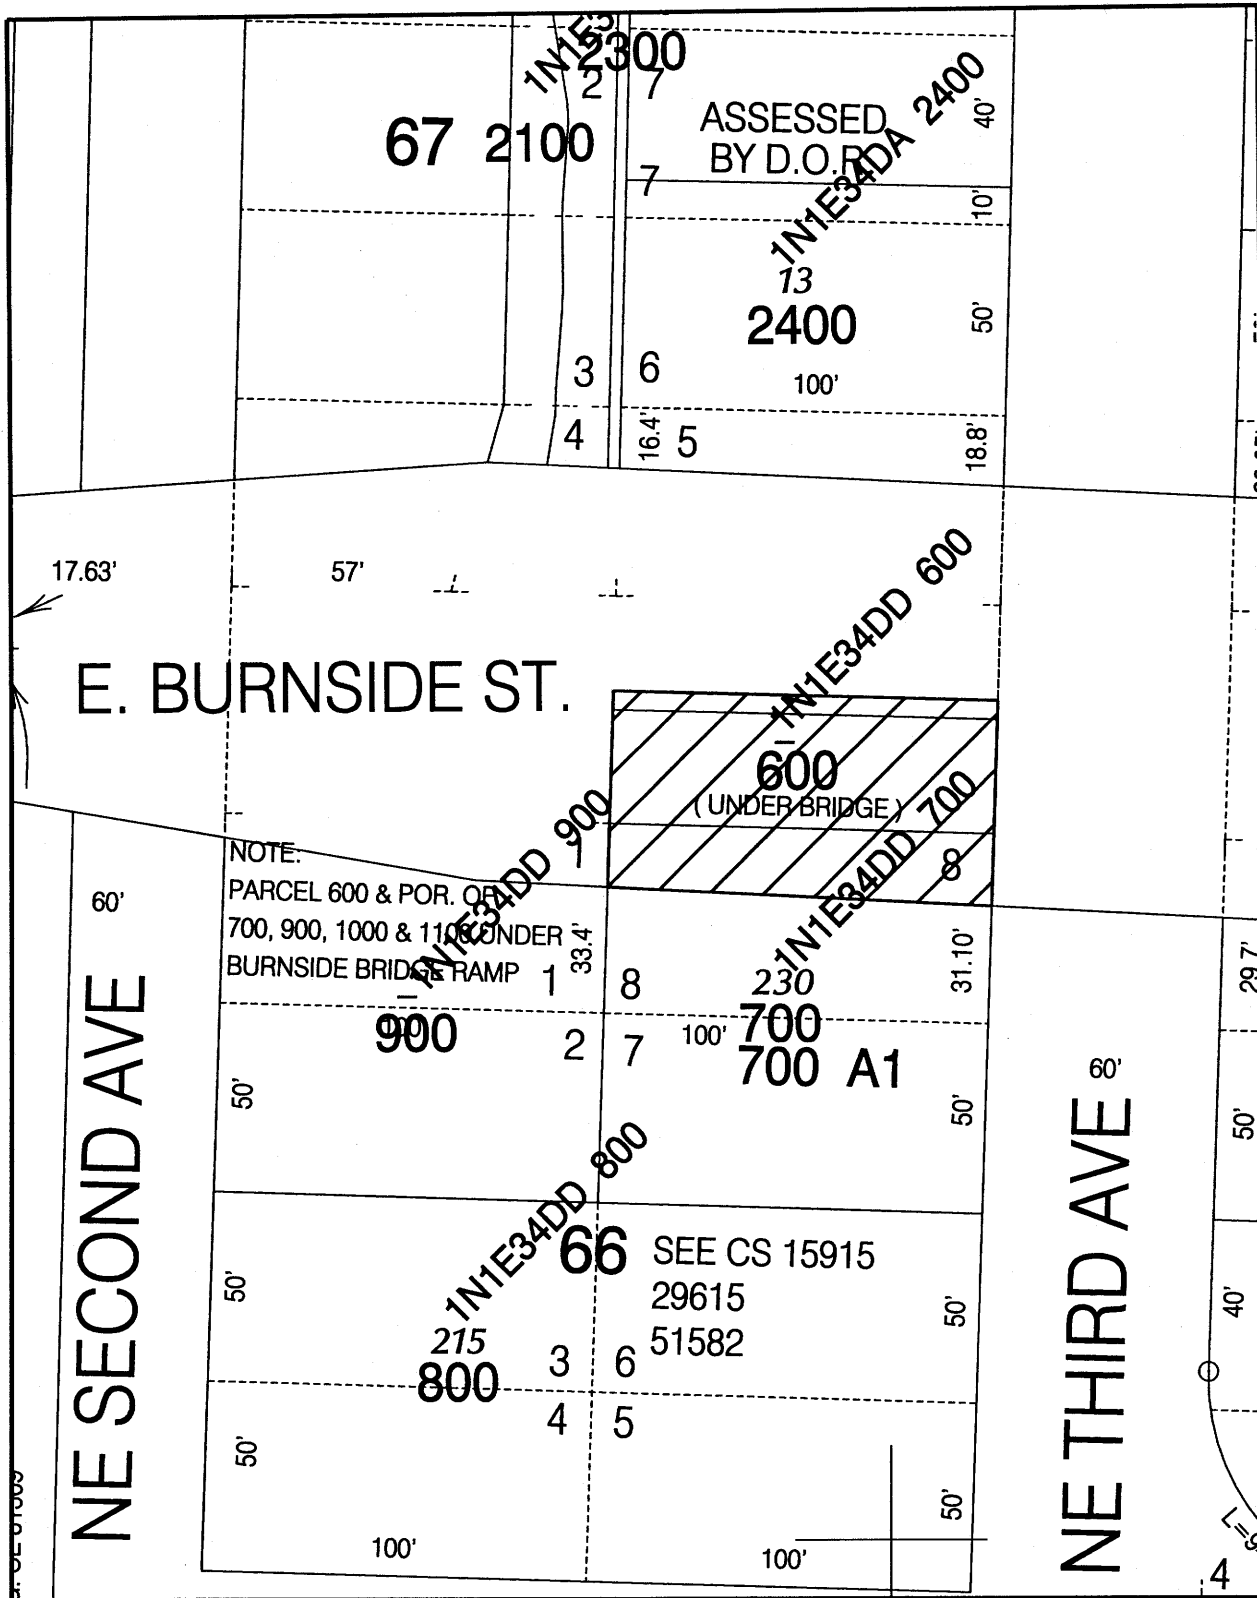 1N1E3
2300
2
7
67 2100
ASSESSED
BY D.O.R.
1N1E34DA 2400
40'
7
10'
13
2400
50'
100'
3
6
4
16.4'
5
18.8'
17.63'
57'
1N1E34DD 600
E. BURNSIDE ST.
600
( UNDER BRIDGE )
1N1E34DD 900
1
1N1E34DD 700
8
NOTE:
PARCEL 600 & POR. OF
700, 900, 1000 & 1100 UNDER
BURNSIDE BRIDGE RAMP
60'
33.4'
1
8
230
31.10'
29.7'
900
100'
2
7
100'
700
700 A1
50'
50'
60'
50'
NE SECOND AVE
NE THIRD AVE
1N1E34DD 800
66
SEE CS 15915
29615
51582
50'
50'
40'
215
800
3
6
4
5
50'
50'
100'
100'
L=9
4